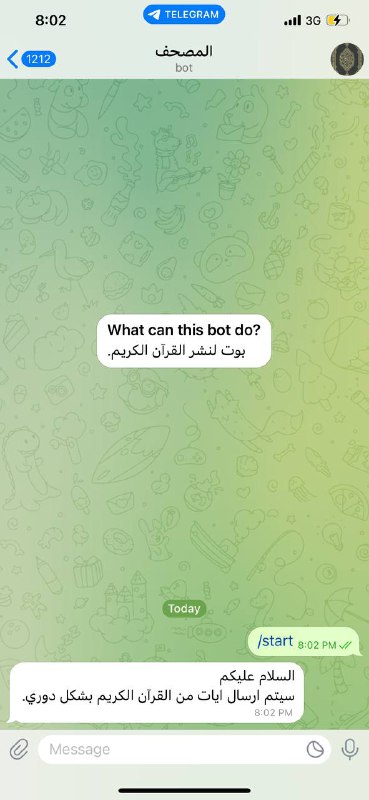 8:02
TELEGRAM
3G
1212
المصحف
bot
What can this bot do?
بوت لنشر القرآن الكريم.
Today
/start 8:02 PM
السلام عليكم
سيتم ارسال ايات من القرآن الكريم بشكل دوري.
8:02 PM
Message